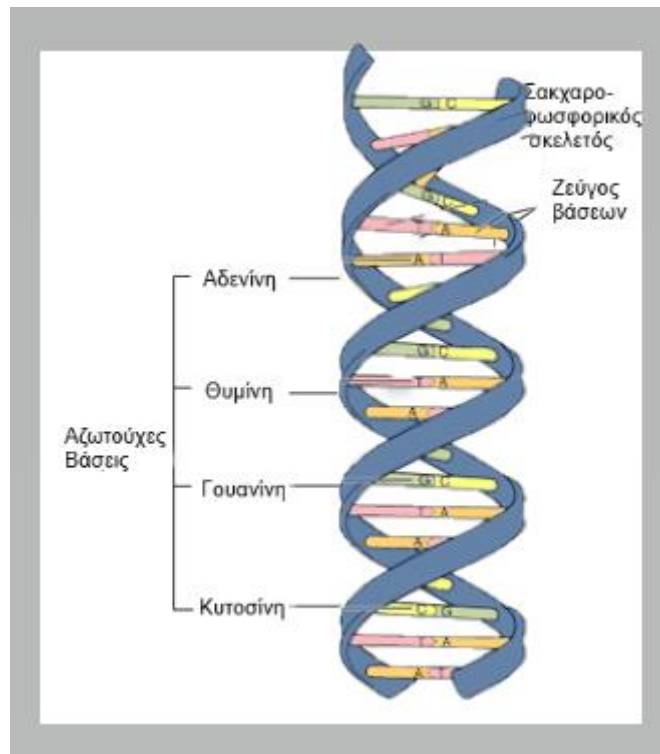 G C
Σακχαρο-
φωσφορικός
σκελετός
G C
Ζεύγος
βάσεων
A
A T
Αδενίνη
G C
T A
Θυμίνη
A
Αζωτούχες
Βάσεις
G C
Γουανίνη
T A
A
Κυτοσίνη
C G
T A
A T